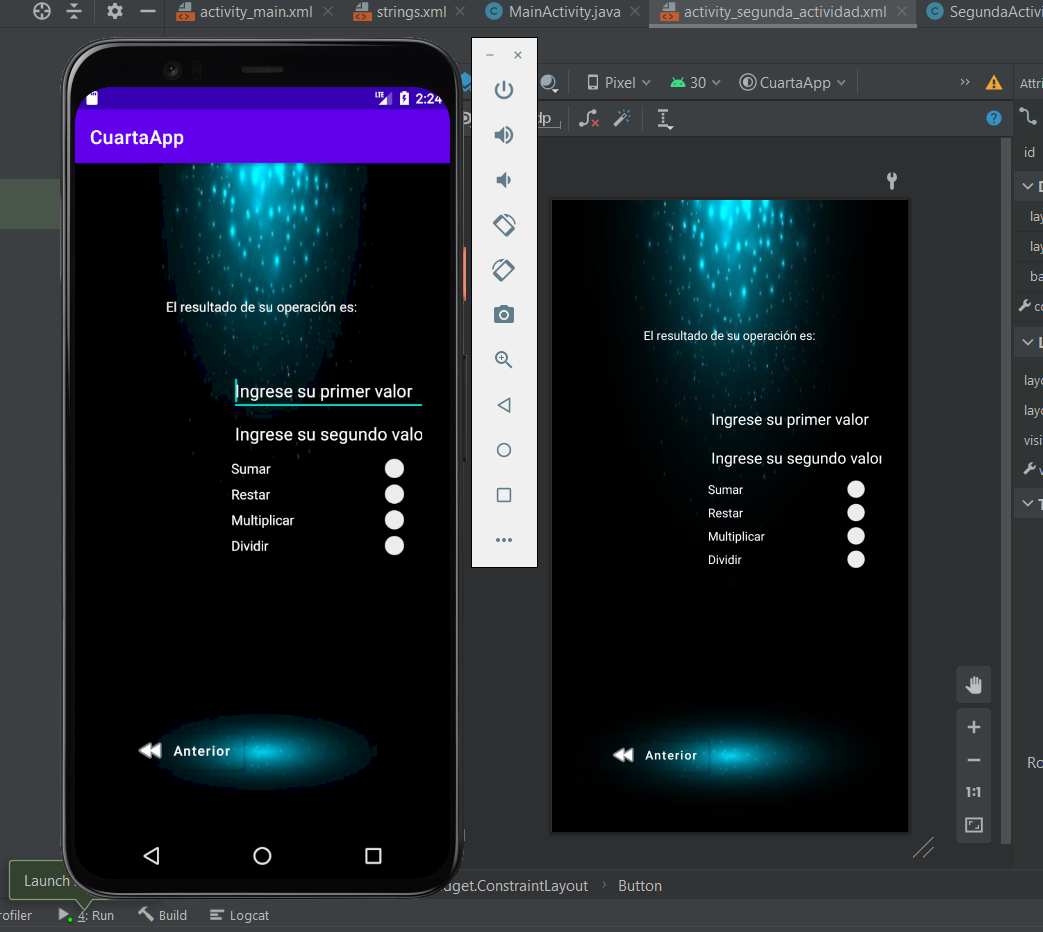 activity_main.xml
strings.xml
MainActivity.java
activity_segunda_actividad.xml
SegundaActivi
Pixel
30
CuartaApp
Attri
dp
id
LTE
2:24
CuartaApp
El resultado de su operación es:
Ingrese su primer valor
Ingrese su segundo valo
Sumar
Restar
Multiplicar
Dividir
Anterior
El resultado de su operación es:
Ingrese su primer valor
Ingrese su segundo valor
Sumar
Restar
Multiplicar
Dividir
Anterior
1:1
lay
lay
ba
co
layo
layo
visi
Ro
Launch
dget.ConstraintLayout
Button
rofiler
4: Run
Build
Logcat